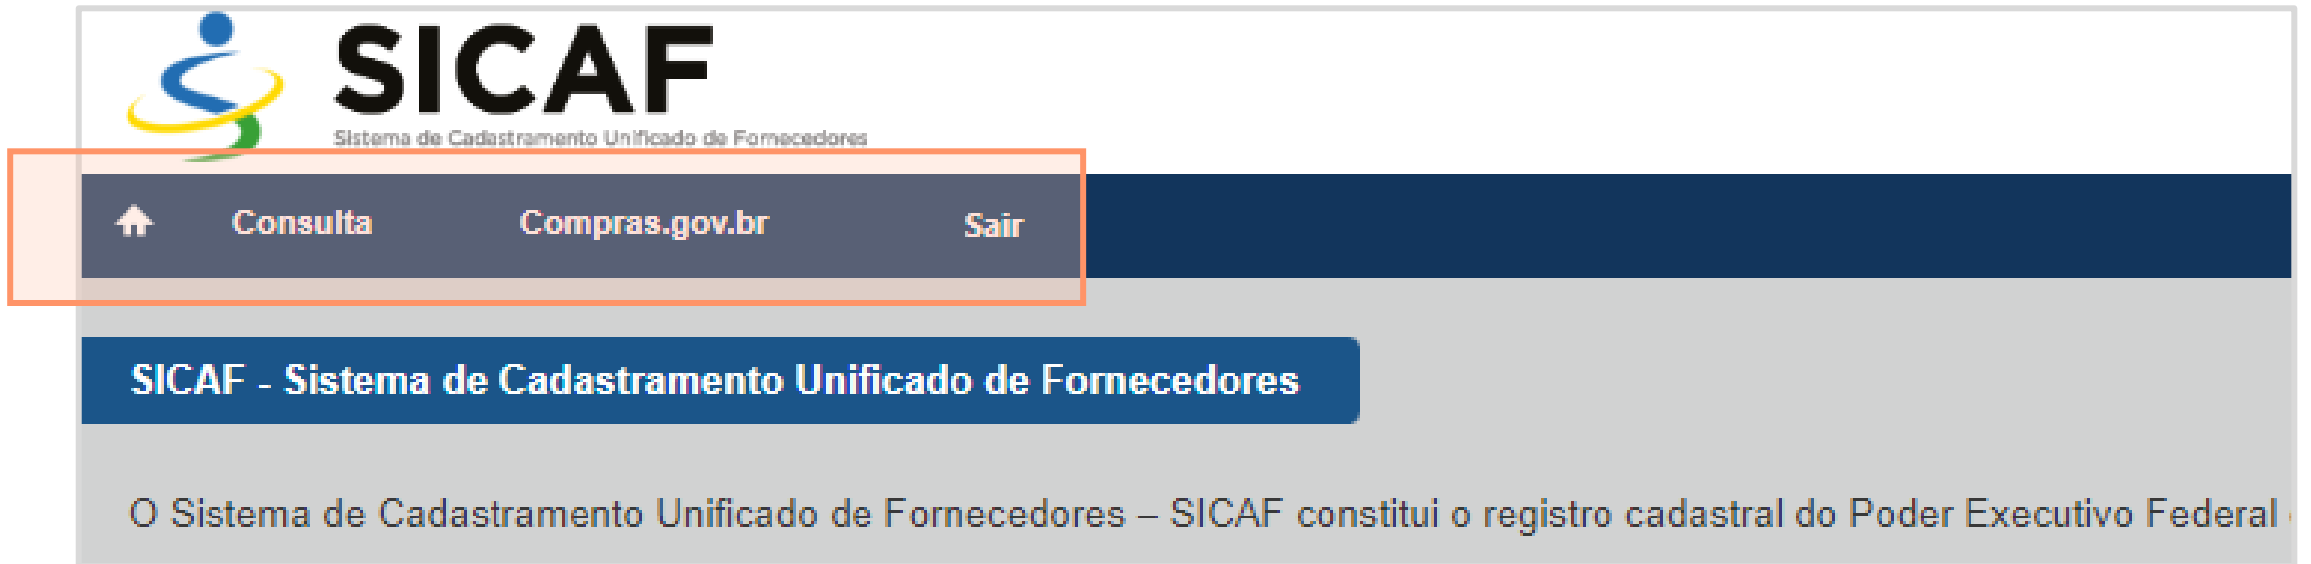 SICAF
Sistema de Cadastramento Unificado de Fornecedores
Consulta Compras.gov.br Sair
SICAF - Sistema de Cadastramento Unificado de Fornecedores
O Sistema de Cadastramento Unificado de Fornecedores – SICAF constitui o registro cadastral do Poder Executivo Federal